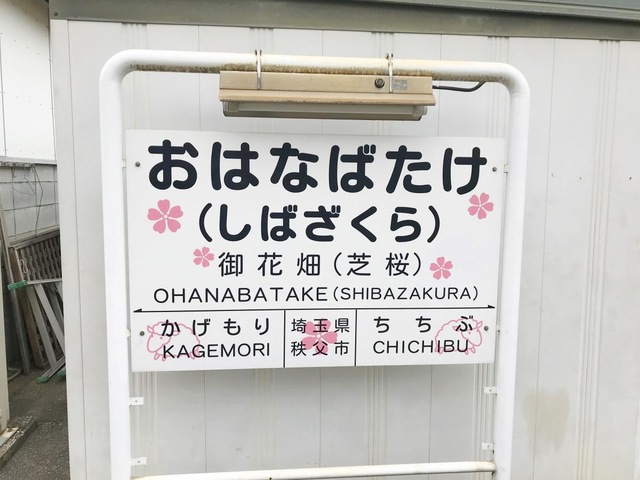 おはなばたけ
(しばざくら)
御花畑(芝桜)
OHANABATAKE(SHIBAZAKURA)
かげもり
KAGEMORI
埼玉県
秩父市
ちちぶ
CHICHIBU